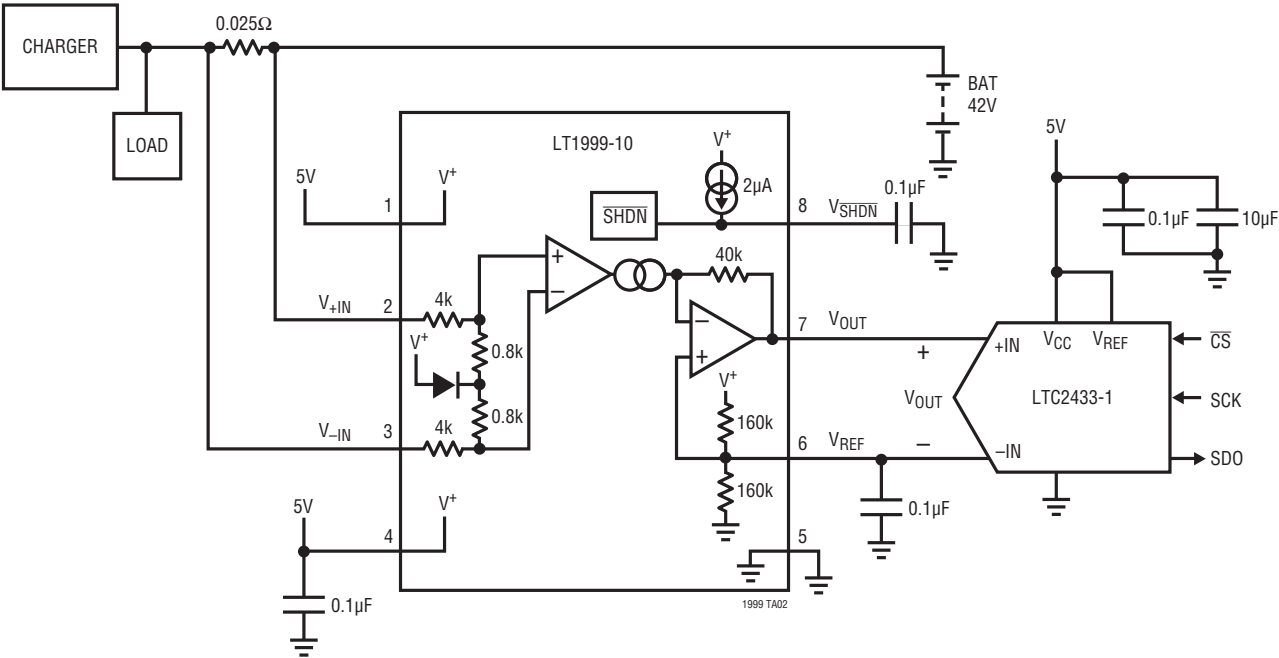 0.025Ω
CHARGER
LOAD
BAT
42V
LT1999-10
5V
V+
1
V+
2µA
SHDN
8
VSHDN
0.1µF
5V
0.1µF
10µF
40k
V+IN
2
4k
0.8k
V+
0.8k
V–IN
3
4k
7
VOUT
+
VOUT
–
+
–
–
+
V+
160k
160k
6
VREF
0.1µF
+IN
VCC
VREF
LTC2433-1
–IN
CS
SCK
SDO
5V
4
V+
0.1µF
5
1999 TA02